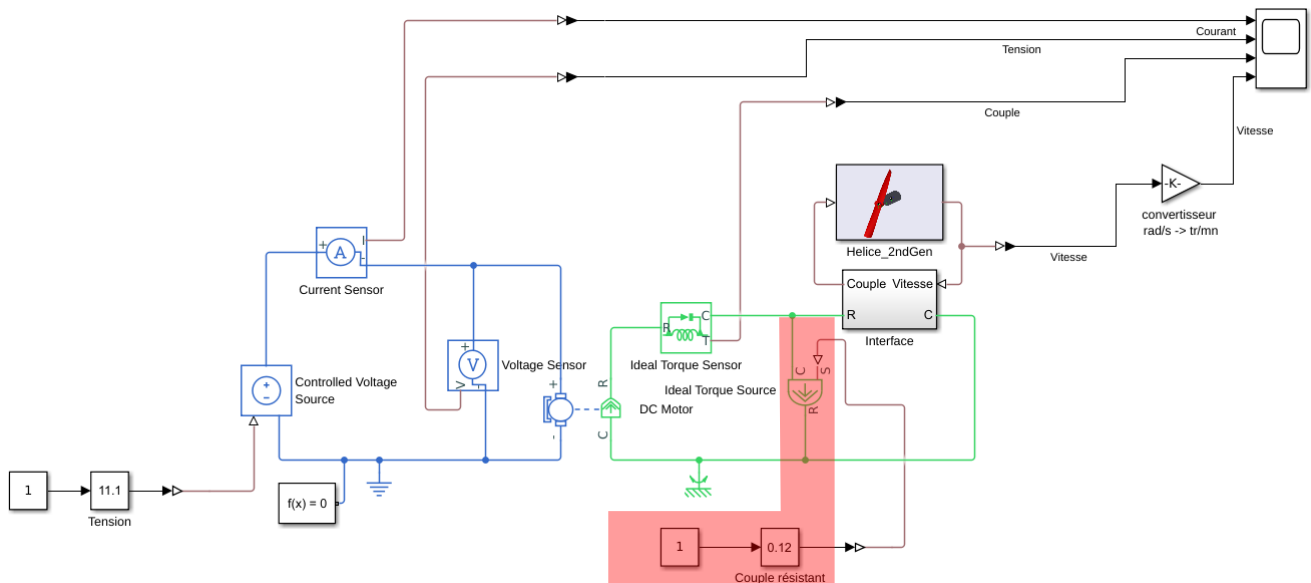 Courant
Tension
Couple
Vitesse
-K-
convertisseur
rad/s -> tr/mn
Helice_2ndGen
Vitesse
+
A
I
-
Current Sensor
Couple Vitesse
R C
Interface
R
C
T
Ideal Torque Sensor
+
V
V
-
Voltage Sensor
Controlled Voltage
Source
+
-
Ideal Torque Source
C
S
R
+
-
R
C
DC Motor
1
11.1
Tension
f(x) = 0
1
0.12
Couple résistant